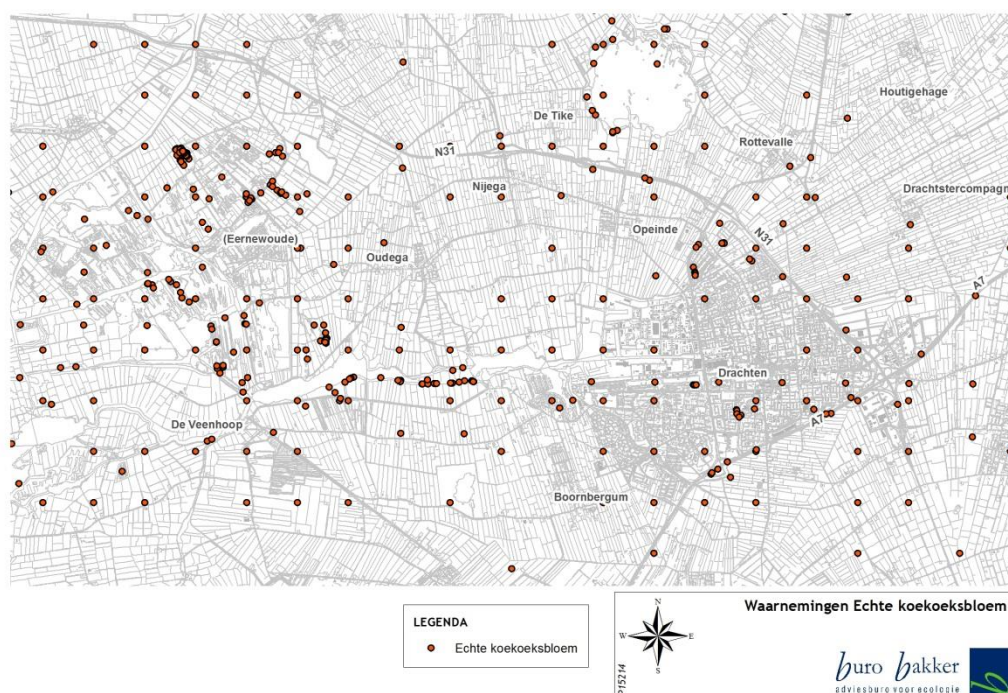 Houtigehage
De Tike
Rottevalle
N31
Nijega
Drachtstercompagn
(Eernewoude)
Opeinde
N31
Oudega
A7
Drachten
De Veenhoop
A7
Boornbergum
LEGENDA
Echte koekoeksbloem
N
W E
S
P15214
Waarnemingen Echte koekoeksbloem
buro bakker
adviesburo voor ecologie
b